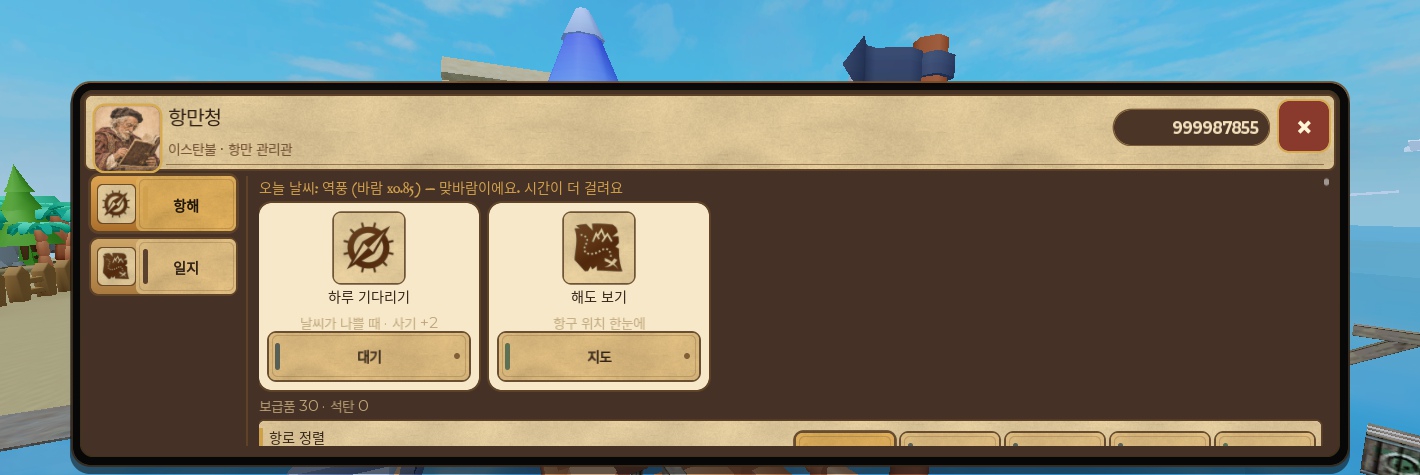 항만청
이스탄불 · 항만 관리관
999987855
×
항해
일지
오늘 날씨: 역풍 (바람 x0.85) — 맞바람이에요. 시간이 더 걸려요
하루 기다리기
날씨가 나쁠 때 · 사기 +2
대기
해도 보기
항구 위치 한눈에
지도
보급품 30 · 석탄 0
항로 정렬